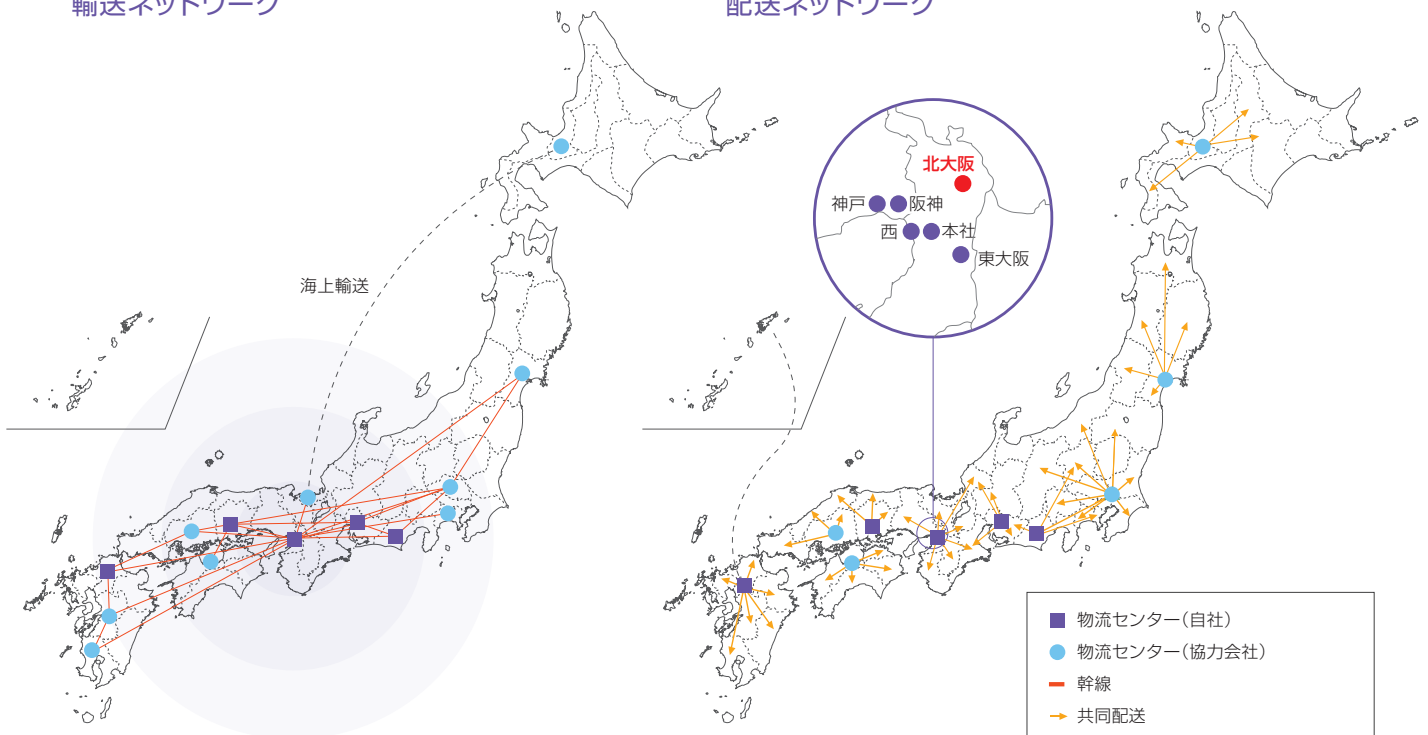 輸送ネットワーク
配送ネットワーク
海上輸送
北大阪
神戸
阪神
西
本社
東大阪
物流センター(自社)
物流センター(協力会社)
幹線
共同配送